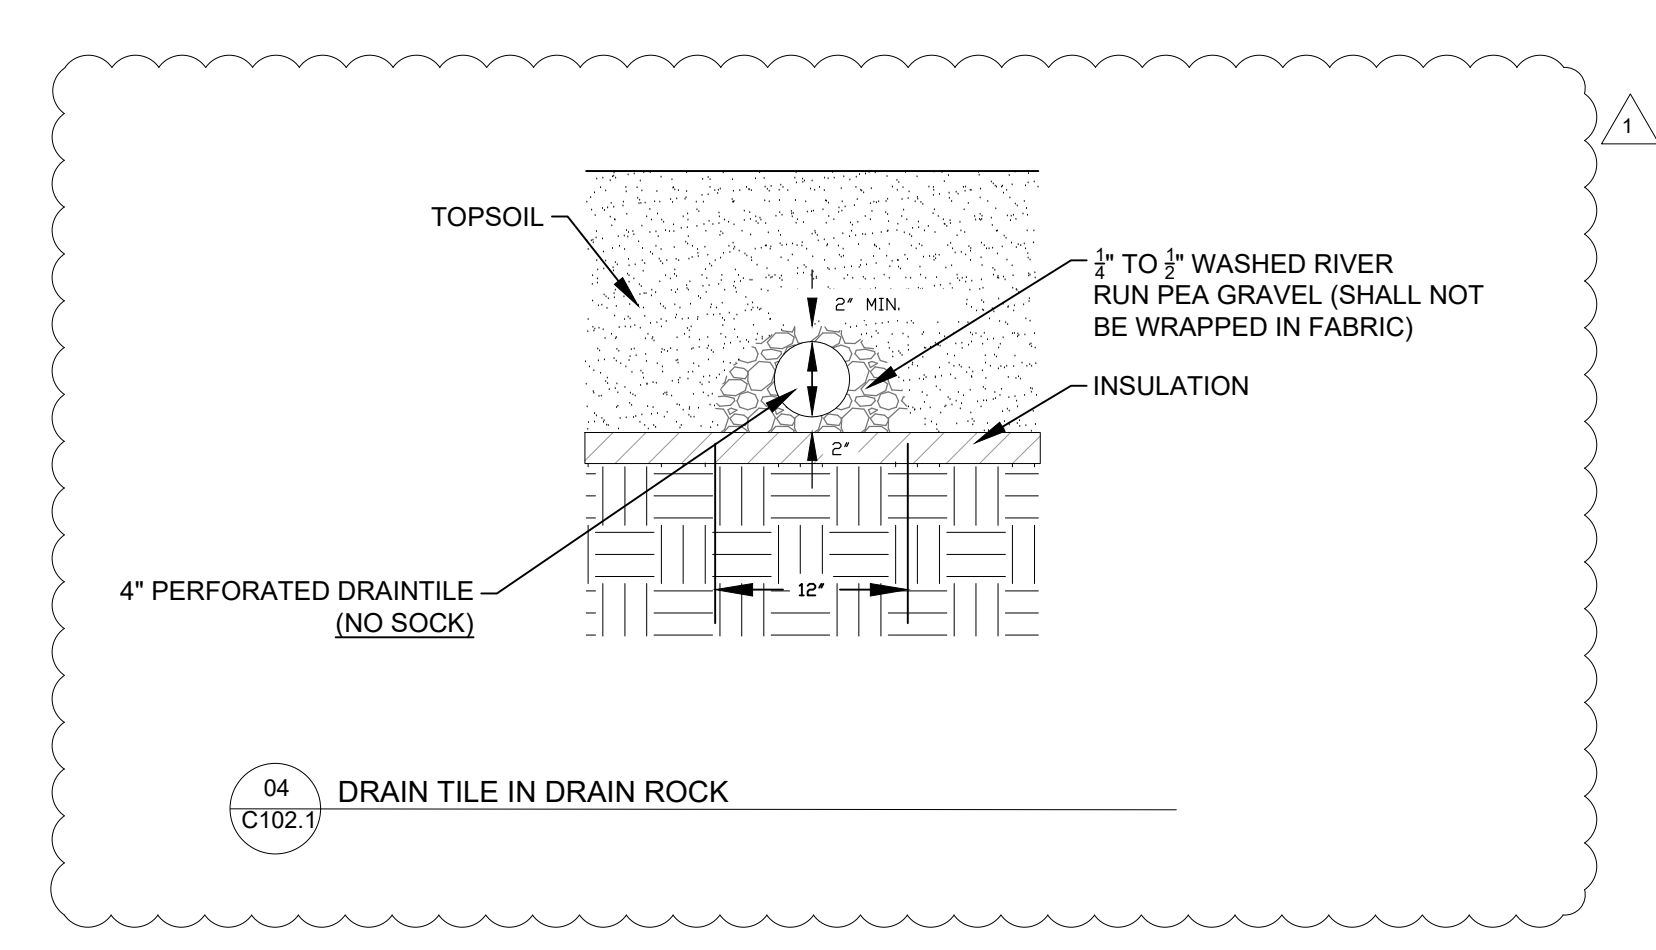 1
TOPSOIL
1/4" TO 1/2" WASHED RIVER
RUN PEA GRAVEL (SHALL NOT
BE WRAPPED IN FABRIC)
2" MIN.
INSULATION
2"
4" PERFORATED DRAINTILE
(NO SOCK)
12"
04
C102.1
DRAIN TILE IN DRAIN ROCK